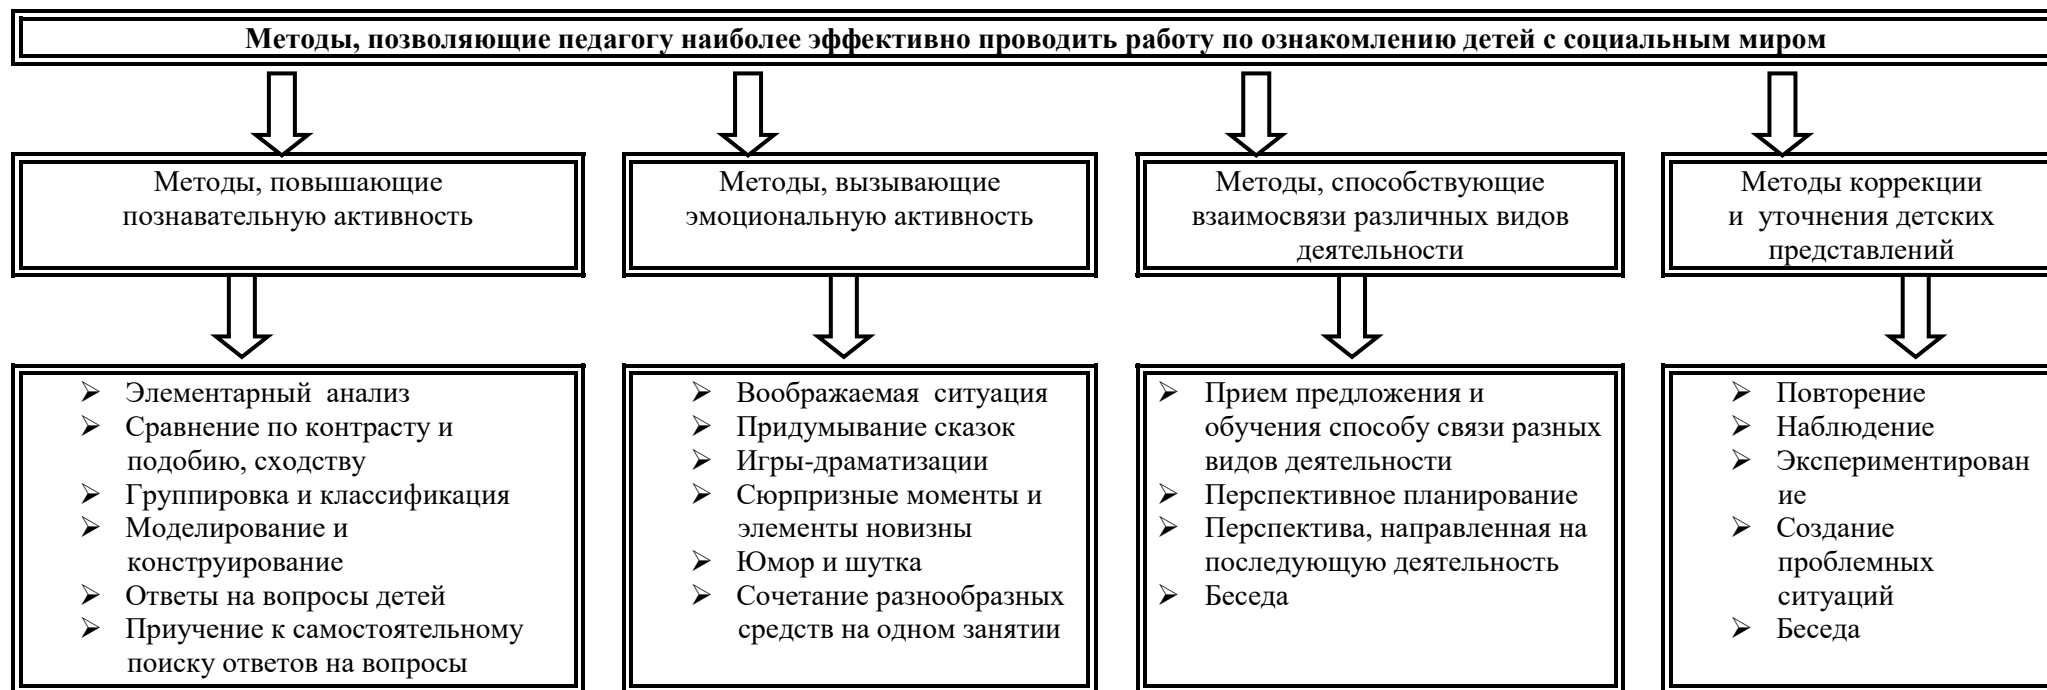 Методы, позволяющие педагогу наиболее эффективно проводить работу по ознакомлению детей с социальным миром
Методы, повышающие
познавательную активность
Методы, вызывающие
эмоциональную активность
Методы, способствующие
взаимосвязи различных видов
деятельности
Методы коррекции
и уточнения детских
представлений
➢ Элементарный анализ
➢ Сравнение по контрасту и
подобию, сходству
➢ Группировка и классификация
➢ Моделирование и
конструирование
➢ Ответы на вопросы детей
➢ Приучение к самостоятельному
поиску ответов на вопросы
➢ Воображаемая ситуация
➢ Придумывание сказок
➢ Игры-драматизации
➢ Сюрпризные моменты и
элементы новизны
➢ Юмор и шутка
➢ Сочетание разнообразных
средств на одном занятии
➢ Прием предложения и
обучения способу связи разных
видов деятельности
➢ Перспективное планирование
➢ Перспектива, направленная на
последующую деятельность
➢ Беседа
➢ Повторение
➢ Наблюдение
➢ Экспериментирован
ие
➢ Создание
проблемных
ситуаций
➢ Беседа